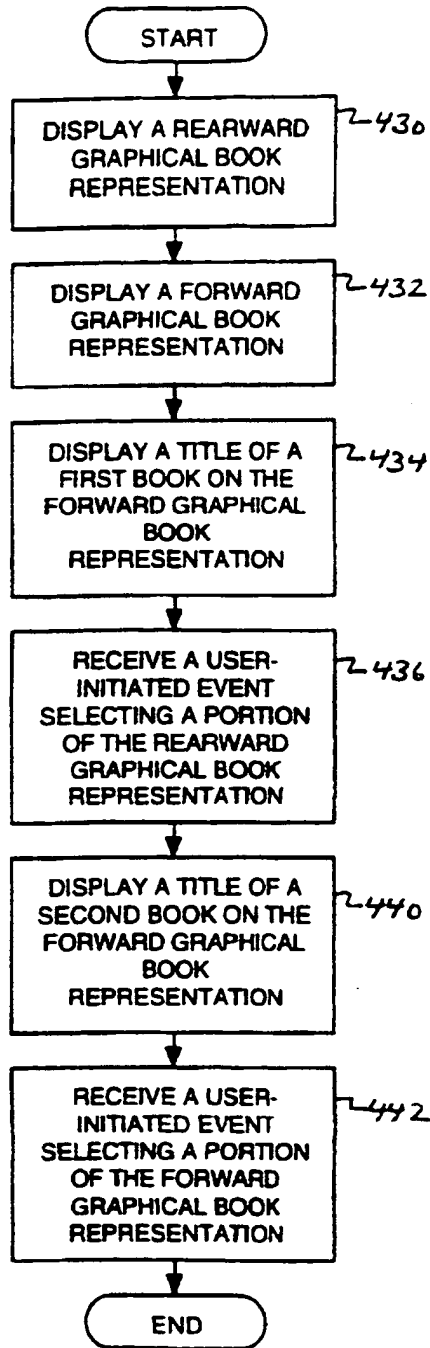 START
DISPLAY A REARWARD
GRAPHICAL BOOK
REPRESENTATION
430
DISPLAY A FORWARD
GRAPHICAL BOOK
REPRESENTATION
432
DISPLAY A TITLE OF A
FIRST BOOK ON THE
FORWARD GRAPHICAL
BOOK
REPRESENTATION
434
RECEIVE A USER-
INITIATED EVENT
SELECTING A PORTION
OF THE REARWARD
GRAPHICAL BOOK
REPRESENTATION
436
DISPLAY A TITLE OF A
SECOND BOOK ON THE
FORWARD GRAPHICAL
BOOK
REPRESENTATION
440
RECEIVE A USER-
INITIATED EVENT
SELECTING A PORTION
OF THE FORWARD
GRAPHICAL BOOK
REPRESENTATION
442
END